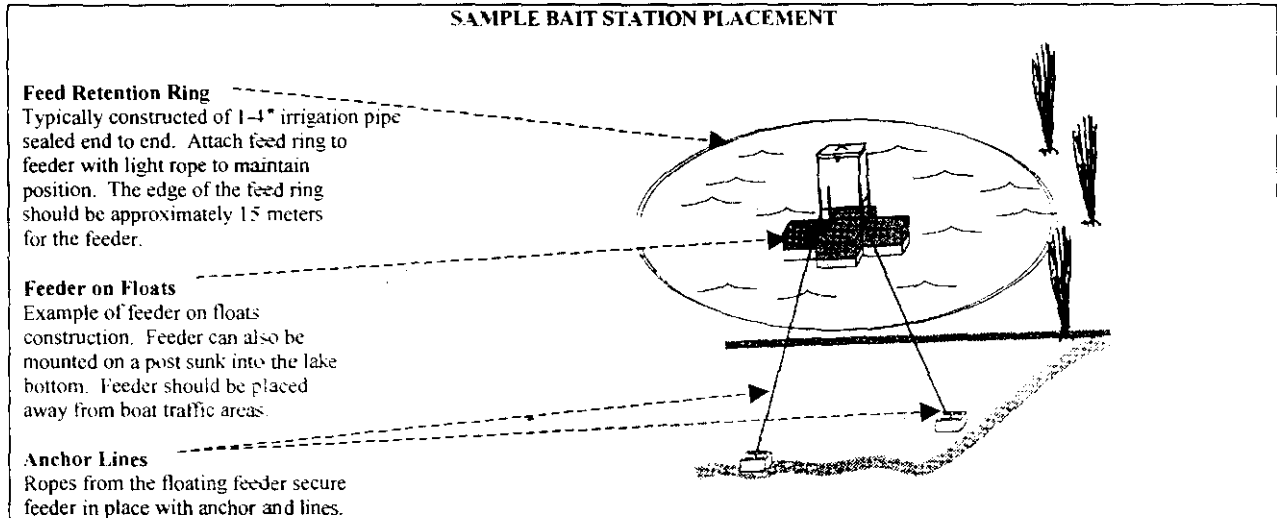 SAMPLE BAIT STATION PLACEMENT
Feed Retention Ring
Typically constructed of 1-4" irrigation pipe
sealed end to end. Attach feed ring to
feeder with light rope to maintain
position. The edge of the feed ring
should be approximately 15 meters
for the feeder.
Feeder on Floats
Example of feeder on floats
construction. Feeder can also be
mounted on a post sunk into the lake
bottom. Feeder should be placed
away from boat traffic areas.
Anchor Lines
Ropes from the floating feeder secure
feeder in place with anchor and lines.